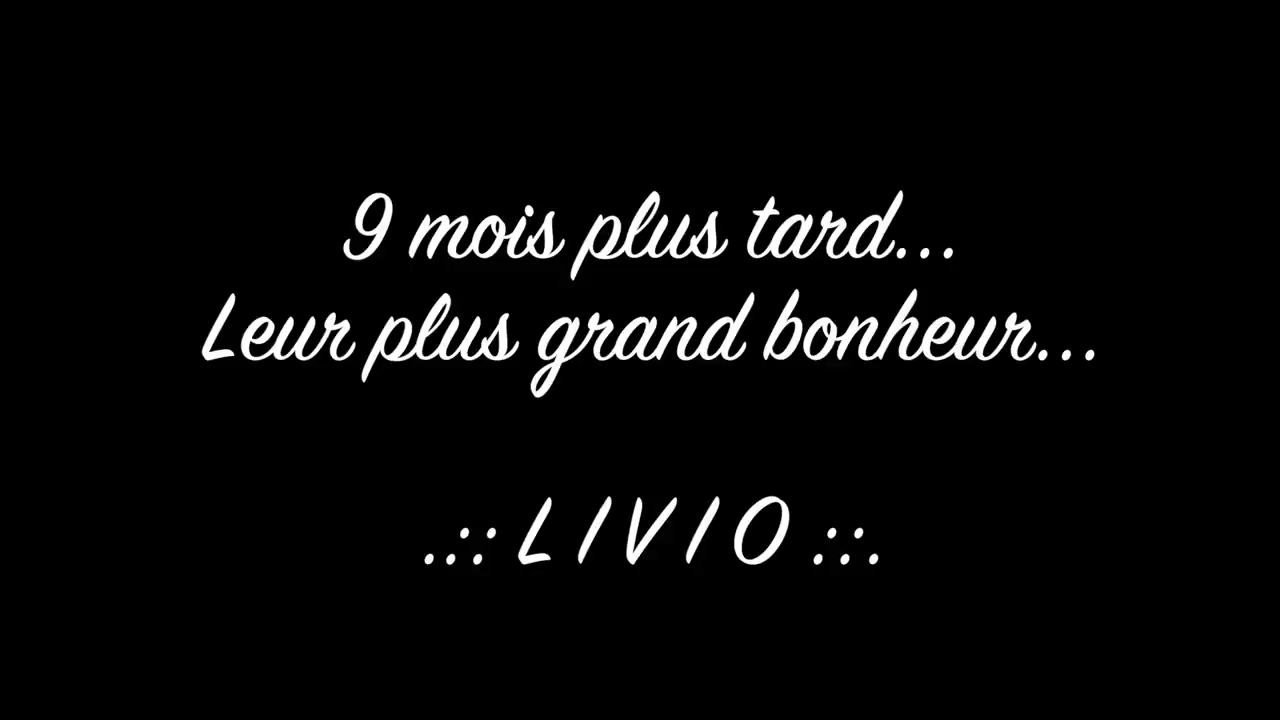 9 mois plus tard...
Leur plus grand bonheur...
.:: L I V I O ::.